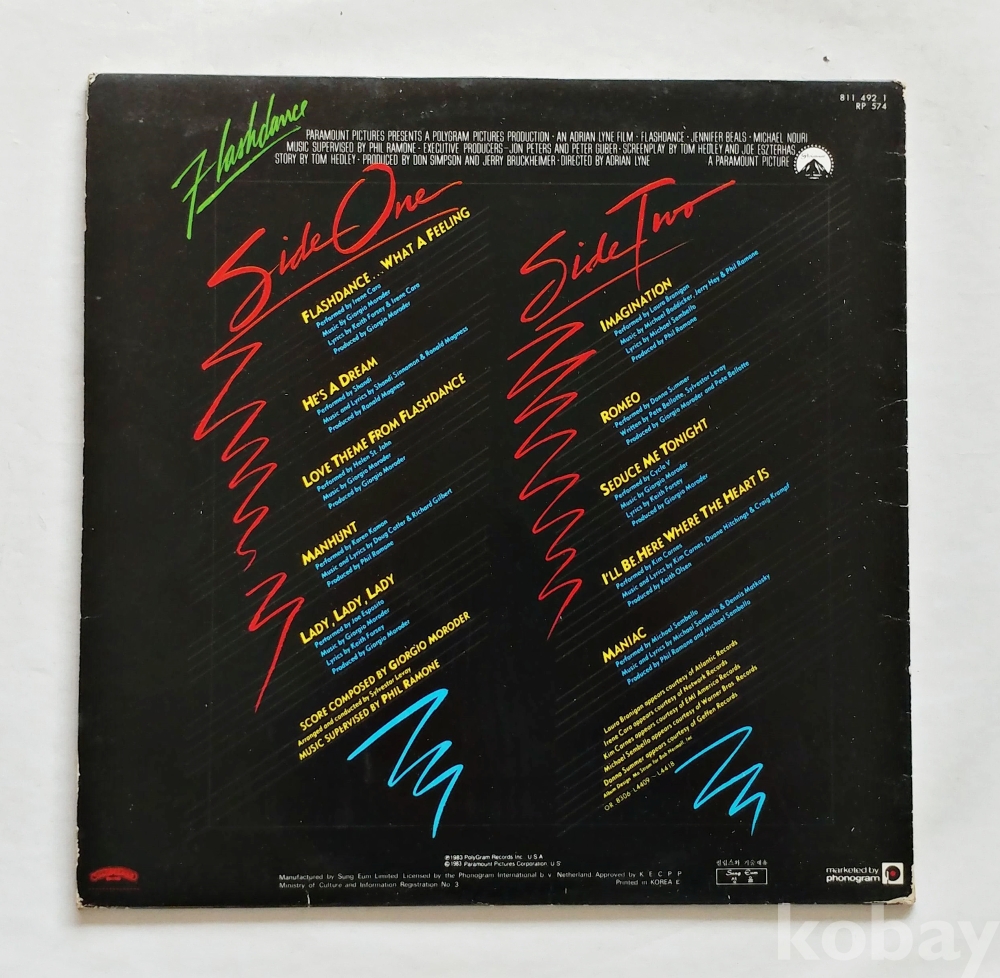 Flashdance
811 492 1
RP 574
PARAMOUNT PICTURES PRESENTS A POLYGRAM PICTURES PRODUCTION · AN ADRIAN LYNE FILM · FLASHDANCE · JENNIFER BEALS · MICHAEL NOURI
MUSIC SUPERVISED BY PHIL RAMONE · EXECUTIVE PRODUCERS · JON PETERS AND PETER GUBER · SCREENPLAY BY TOM HEDLEY AND JOE ESZTERHAS
STORY BY TOM HEDLEY · PRODUCED BY DON SIMPSON AND JERRY BRUCKHEIMER · DIRECTED BY ADRIAN LYNE
A PARAMOUNT PICTURE
Side One
FLASHDANCE...WHAT A FEELING
Performed by Irene Cara
Music by Giorgio Moroder
Lyrics by Keith Forsey & Irene Cara
Produced by Giorgio Moroder
HE'S A DREAM
Performed by Shandi
Music and Lyrics by Shandi Sinnamon & Ronald Magness
Produced by Ronald Magness
LOVE THEME FROM FLASHDANCE
Performed by Helen St. John
Music by Giorgio Moroder
Produced by Giorgio Moroder
MANHUNT
Performed by Karen Kamon
Music and Lyrics by Doug Cotler & Richard Gilbert
Produced by Phil Ramone
LADY, LADY, LADY
Performed by Joe Esposito
Music by Giorgio Moroder
Lyrics by Keith Forsey
Produced by Giorgio Moroder
SCORE COMPOSED BY GIORGIO MORODER
Arranged and conducted by Sylvester Levay
MUSIC SUPERVISED BY PHIL RAMONE
Side Two
IMAGINATION
Performed by Laura Branigan
Music by Michael Boddicker, Jerry Hey & Phil Ramone
Lyrics by Michael Sembello
Produced by Phil Ramone
ROMEO
Performed by Donna Summer
Written by Pete Bellotte, Sylvester Levay
Produced by Giorgio Moroder and Pete Bellotte
SEDUCE ME TONIGHT
Performed by Cycle V
Music by Giorgio Moroder
Lyrics by Keith Forsey
Produced by Giorgio Moroder
I'LL BE HERE WHERE THE HEART IS
Performed by Kim Carnes
Music and Lyrics by Kim Carnes, Duane Hitchings & Craig Krampf
Produced by Keith Olsen
MANIAC
Performed by Michael Sembello
Music and Lyrics by Michael Sembello & Dennis Matkosky
Produced by Phil Ramone and Michael Sembello
Laura Branigan appears courtesy of Atlantic Records
Irene Cara appears courtesy of Network Records
Kim Carnes appears courtesy of EMI America Records
Michael Sembello appears courtesy of Warner Bros. Records
Donna Summer appears courtesy of Geffen Records
OR 8306 L4409 ~ L4418
℗1983 PolyGram Records Inc. U S A
©1983 Paramount Pictures Corporation, U S
Manufactured by Sung Eum Limited Licensed by the Phonogram International b v. Netherland Approved by K E C P P
Ministry of Culture and Information Registration No 3
Printed in KOREA E
필립스와 기술제휴
Sung Eum
성음
marketed by
phonogram
kobay